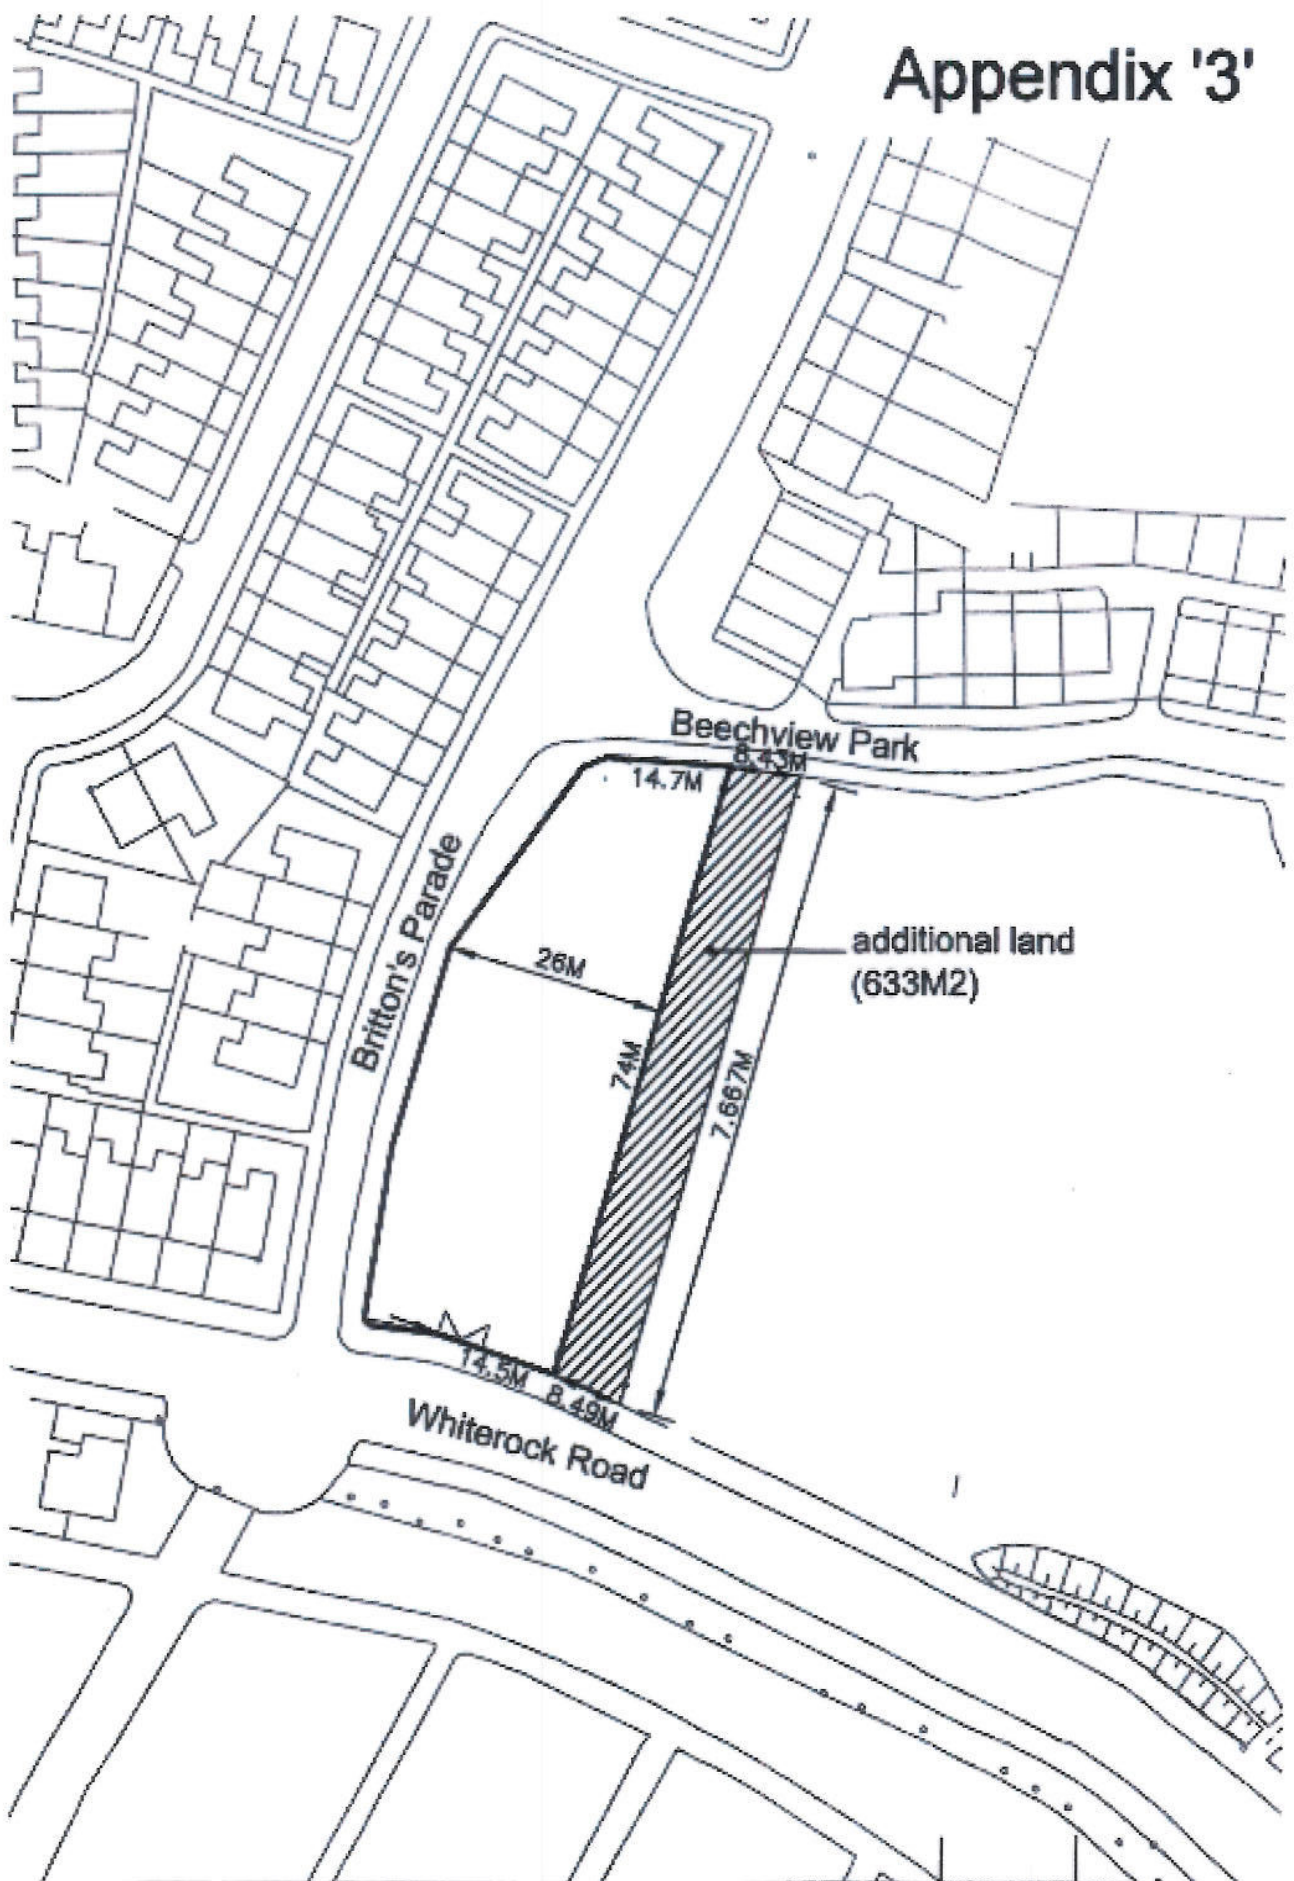 Appendix '3'
Beechview Park
8.43M
14.7M
Britton's Parade
26M
additional land
(633M2)
74M
7.667M
14.5M
8.49M
Whiterock Road